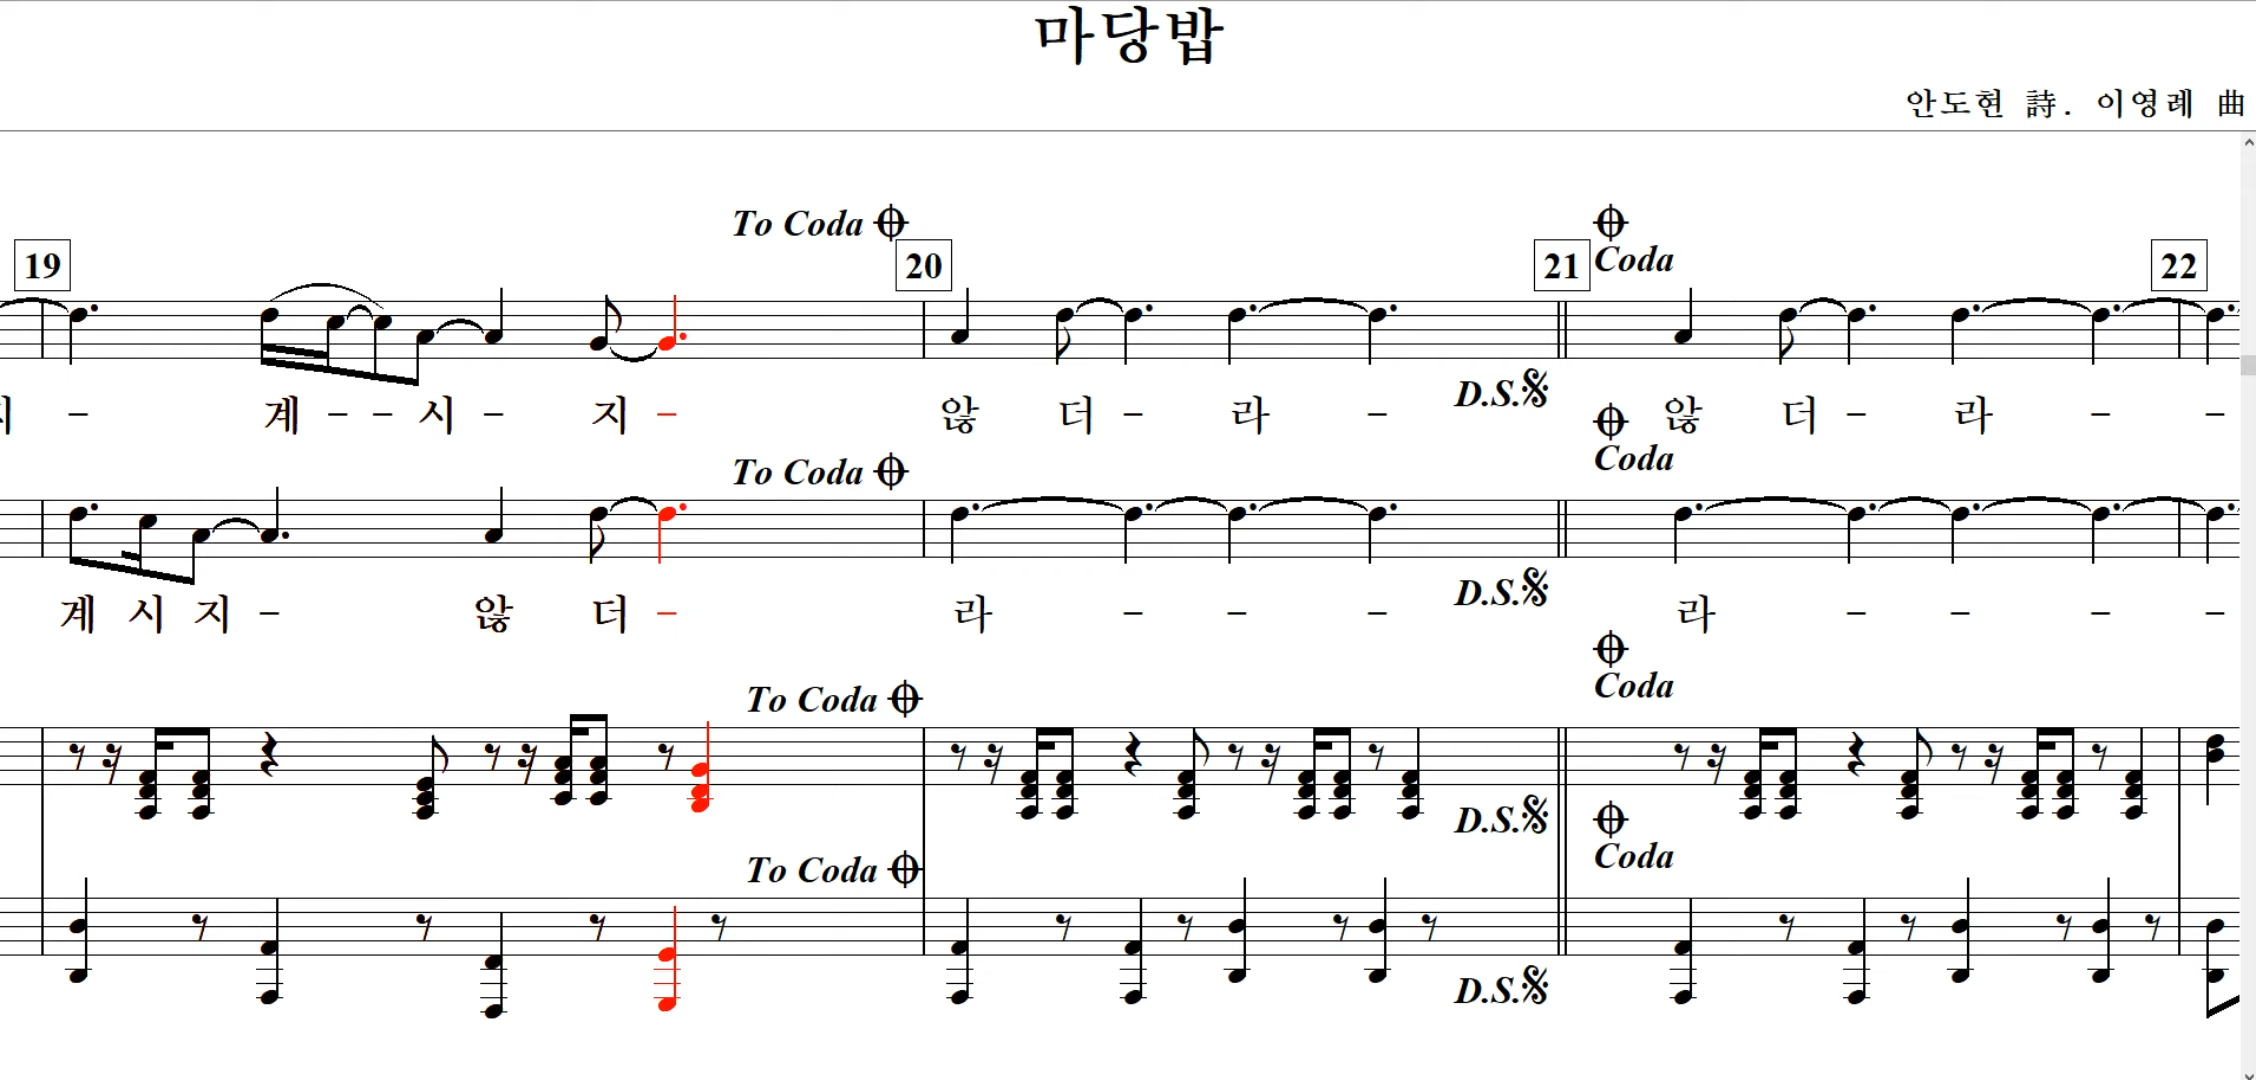 마당밥
안도현 詩. 이영례 曲
To Coda
19 20 21 Coda 22
D.S.
지 - 계 - - 시 - 지 - 않 더 - 라 - 않 더 - 라 - -
To Coda Coda
D.S.
계 시 지 - 않 더 - 라 - - - 라 - - - -
To Coda Coda
D.S.
To Coda Coda
D.S.